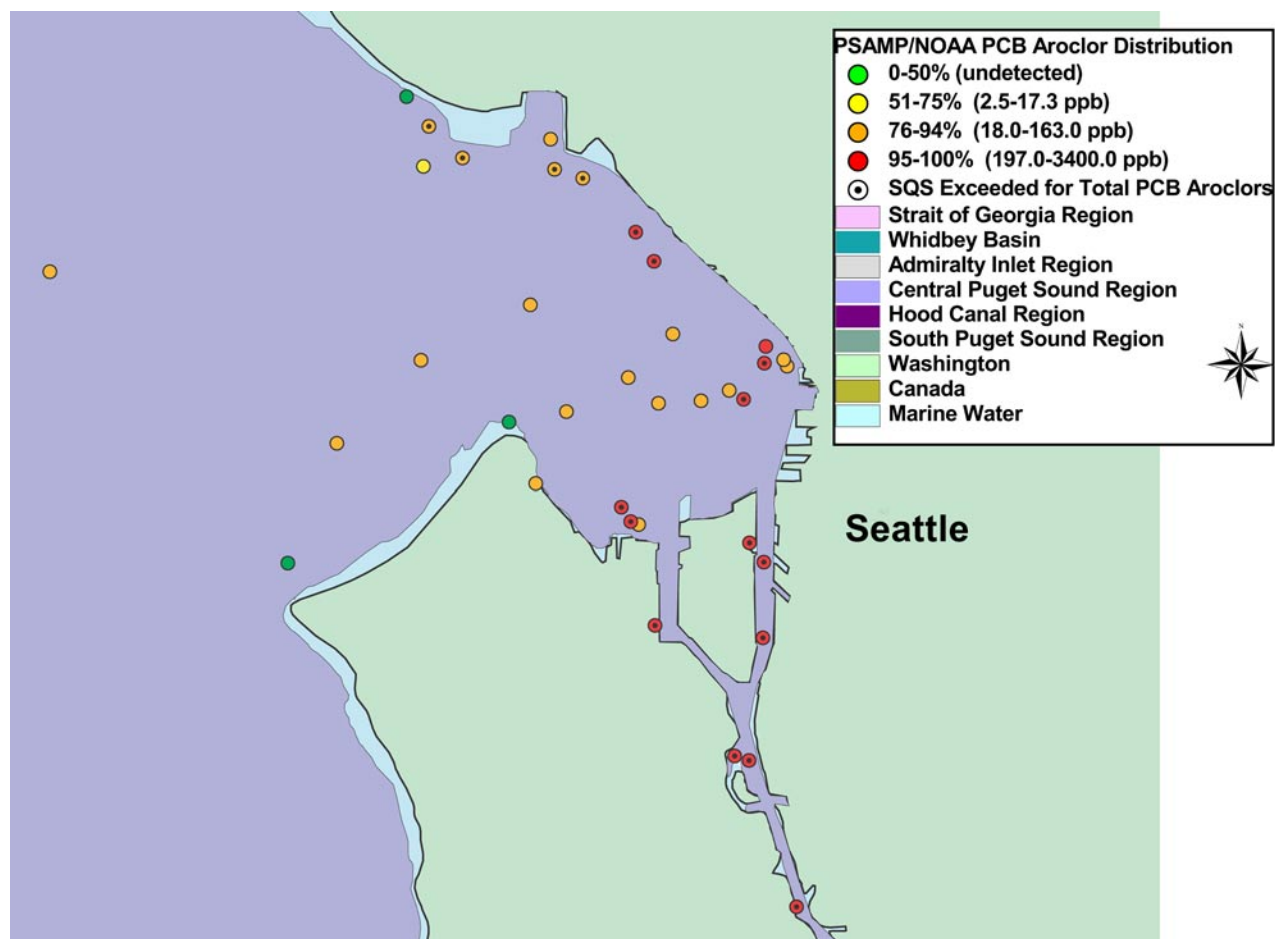 PSAMP/NOAA PCB Aroclor Distribution
0-50% (undetected)
51-75% (2.5-17.3 ppb)
76-94% (18.0-163.0 ppb)
95-100% (197.0-3400.0 ppb)
SQS Exceeded for Total PCB Aroclors
Strait of Georgia Region
Whidbey Basin
Admiralty Inlet Region
Central Puget Sound Region
Hood Canal Region
South Puget Sound Region
Washington
Canada
Marine Water
N
Seattle